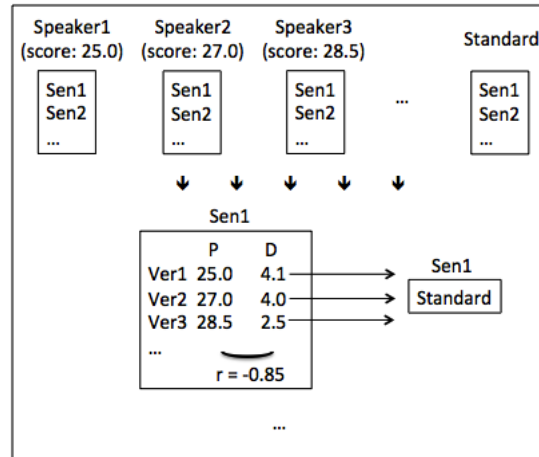 Speaker1 Speaker2 Speaker3 Standard
(score: 25.0) (score: 27.0) (score: 28.5)
Sen1 Sen1 Sen1 ... Sen1
Sen2 Sen2 Sen2 Sen2
... ... ... ...
Sen1
P D
Ver1 25.0 4.1
Ver2 27.0 4.0
Ver3 28.5 2.5
...
r = -0.85
Sen1
Standard
...